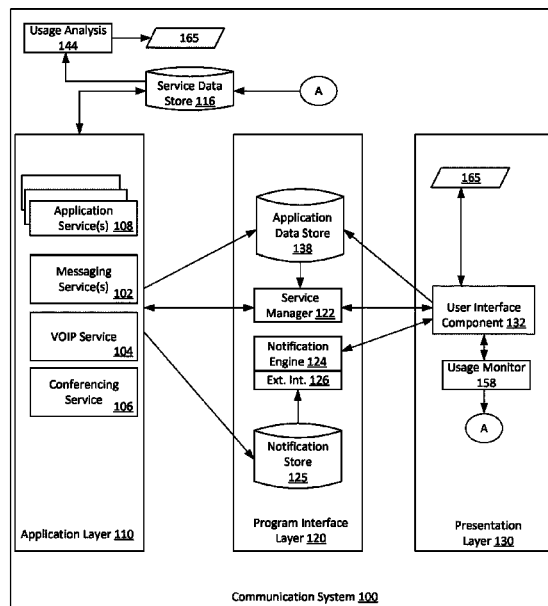 Usage Analysis
144
165
Service Data
Store 116
A
Application
Service(s) 108
Messaging
Service(s)
102
VOIP Service
104
Conferencing
Service
106
Application Layer 110
Application
Data Store
138
Service
Manager 122
Notification
Engine 124
Ext. Int. 126
Notification
Store
125
Program Interface
Layer 120
165
User Interface
Component 132
Usage Monitor
158
A
Presentation
Layer 130
Communication System 100